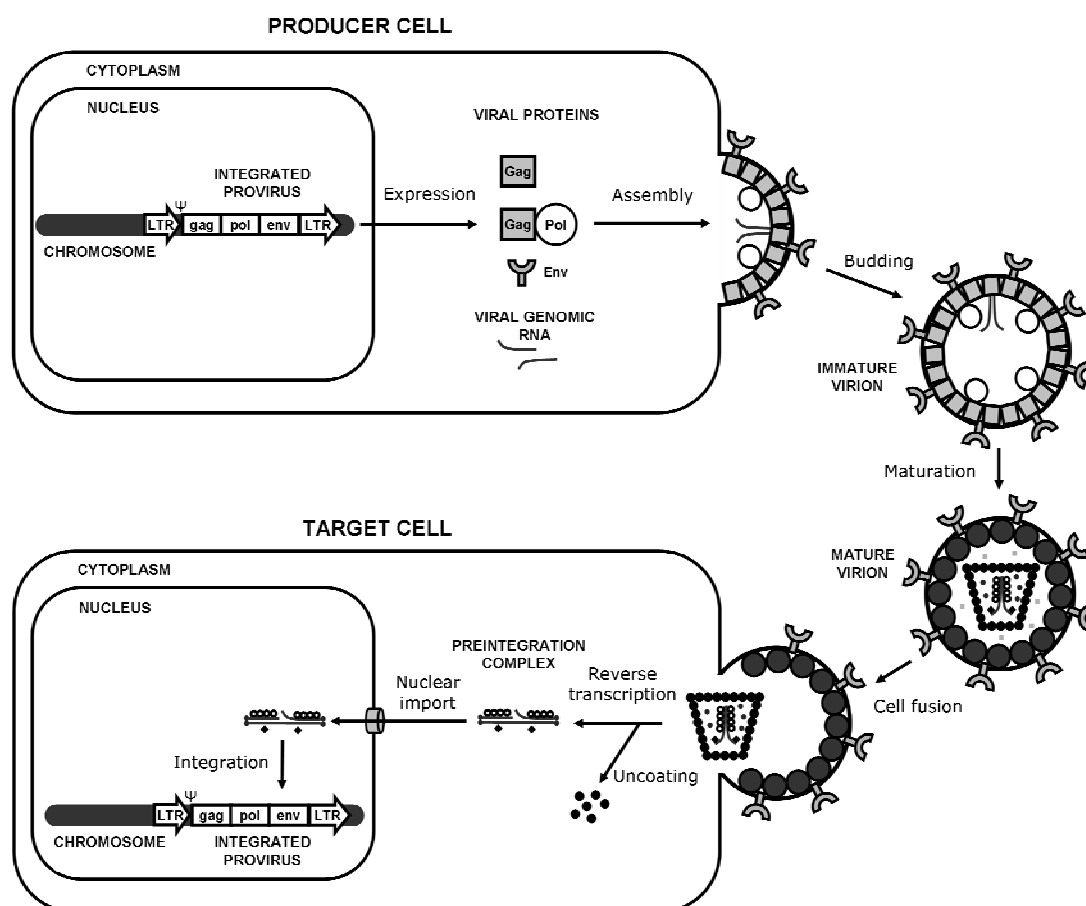 PRODUCER CELL
CYTOPLASM
NUCLEUS
VIRAL PROTEINS
INTEGRATED
PROVIRUS
Ψ
LTR gag pol env LTR
CHROMOSOME
Expression
Gag
Gag Pol
Env
VIRAL GENOMIC
RNA
Assembly
Budding
IMMATURE
VIRION
Maturation
MATURE
VIRION
Cell fusion
TARGET CELL
CYTOPLASM
NUCLEUS
PREINTEGRATION
COMPLEX
Reverse
transcription
Uncoating
Nuclear
import
Integration
Ψ
LTR gag pol env LTR
CHROMOSOME
INTEGRATED
PROVIRUS